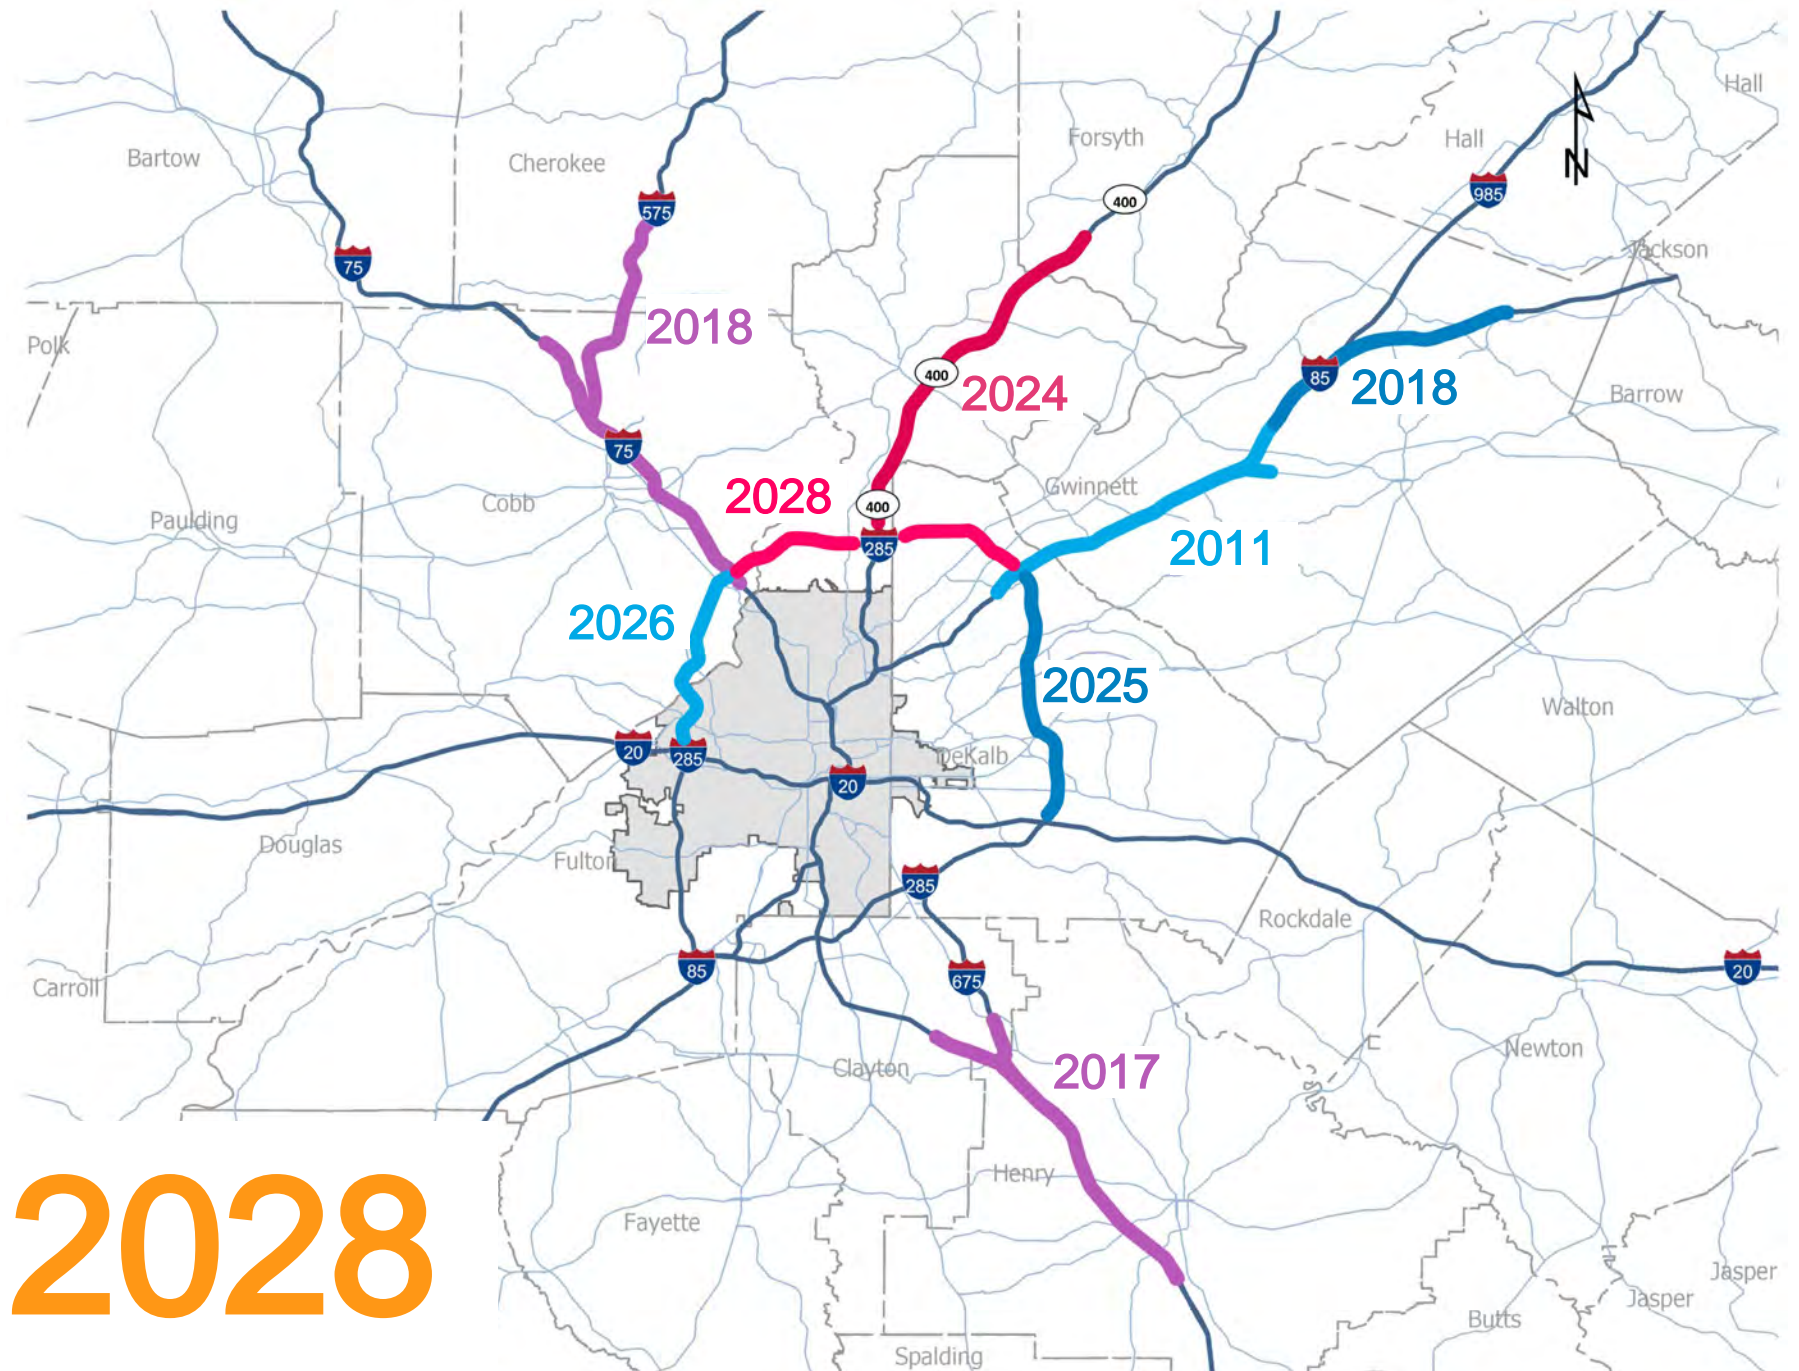 Hall
Forsyth
Hall
Bartow
Cherokee
985
400
575
Jackson
75
2018
Polk
400
85
2018
2024
Barrow
75
2028
Gwinnett
Cobb
400
Paulding
285
2011
2026
2025
Walton
20
285
DeKalb
20
Douglas
Fulton
285
Rockdale
85
675
20
Carroll
Newton
Clayton
2017
Henry
Fayette
2028
Jasper
Jasper
Butts
Spalding
N